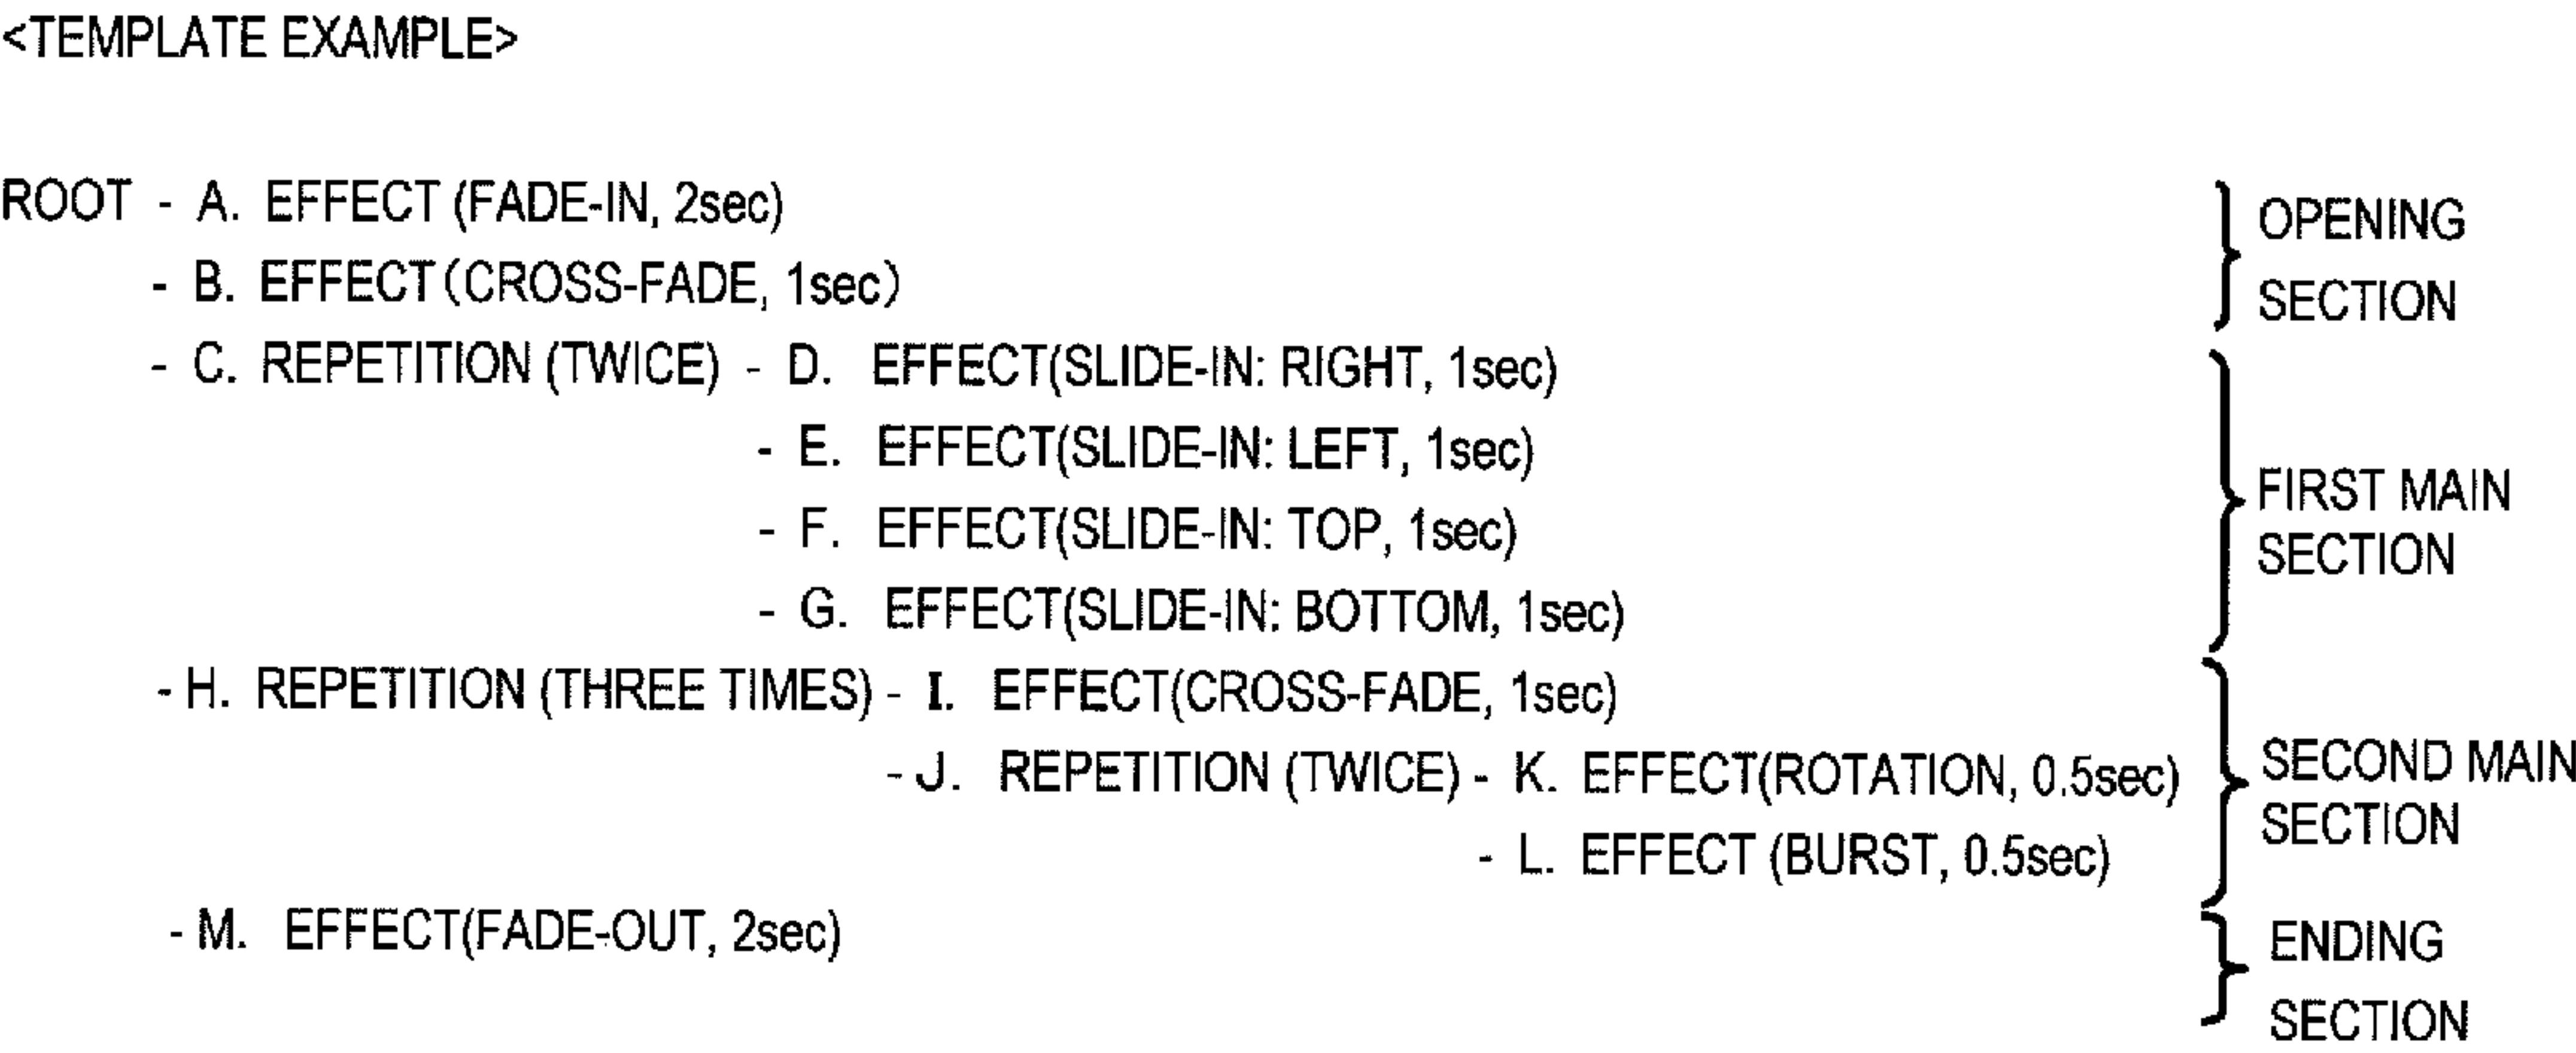 <TEMPLATE EXAMPLE>
ROOT - A. EFFECT (FADE-IN, 2sec)
- B. EFFECT (CROSS-FADE, 1sec)
OPENING
SECTION
- C. REPETITION (TWICE) - D. EFFECT(SLIDE-IN: RIGHT, 1sec)
- E. EFFECT(SLIDE-IN: LEFT, 1sec)
- F. EFFECT(SLIDE-IN: TOP, 1sec)
- G. EFFECT(SLIDE-IN: BOTTOM, 1sec)
FIRST MAIN
SECTION
- H. REPETITION (THREE TIMES) - I. EFFECT(CROSS-FADE, 1sec)
- J. REPETITION (TWICE) - K. EFFECT(ROTATION, 0.5sec)
- L. EFFECT (BURST, 0.5sec)
SECOND MAIN
SECTION
- M. EFFECT(FADE-OUT, 2sec)
ENDING
SECTION